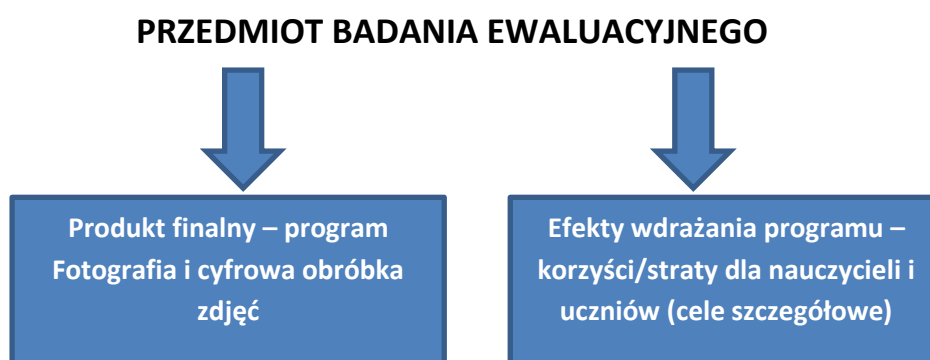 PRZEDMIOT BADANIA EWALUACYJNEGO
Produkt finalny – program
Fotografia i cyfrowa obróbka
zdjęć
Efekty wdrażania programu –
korzyści/straty dla nauczycieli i
uczniów (cele szczegółowe)